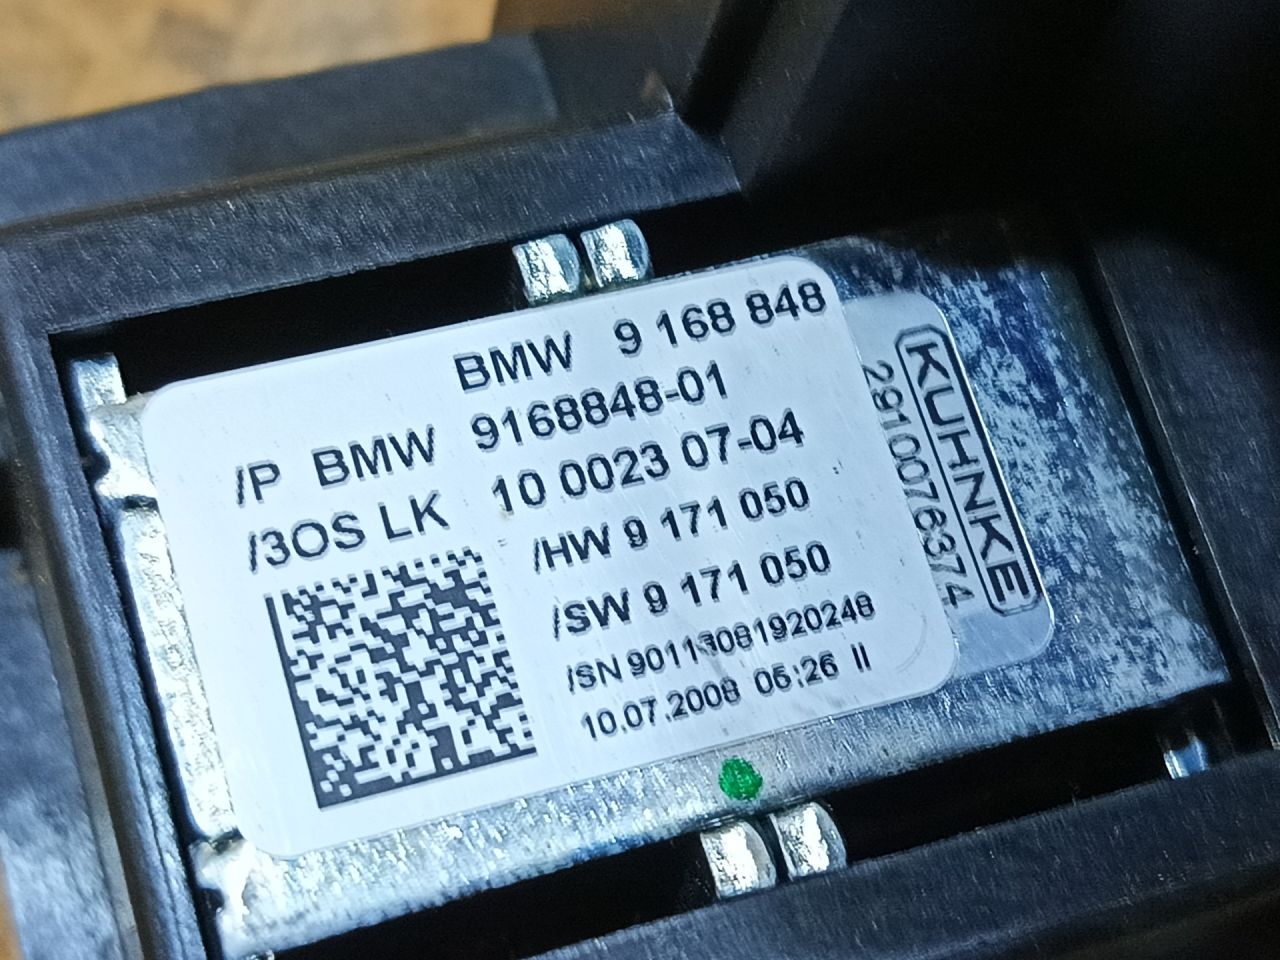 BMW 9 168 848
/P BMW 9168848-01
/3OS LK 10 0023 07-04
/HW 9 171 050
/SW 9 171 050
/SN 90113081920248
10.07.2008 05:26 II
KUHNKE
2910076374